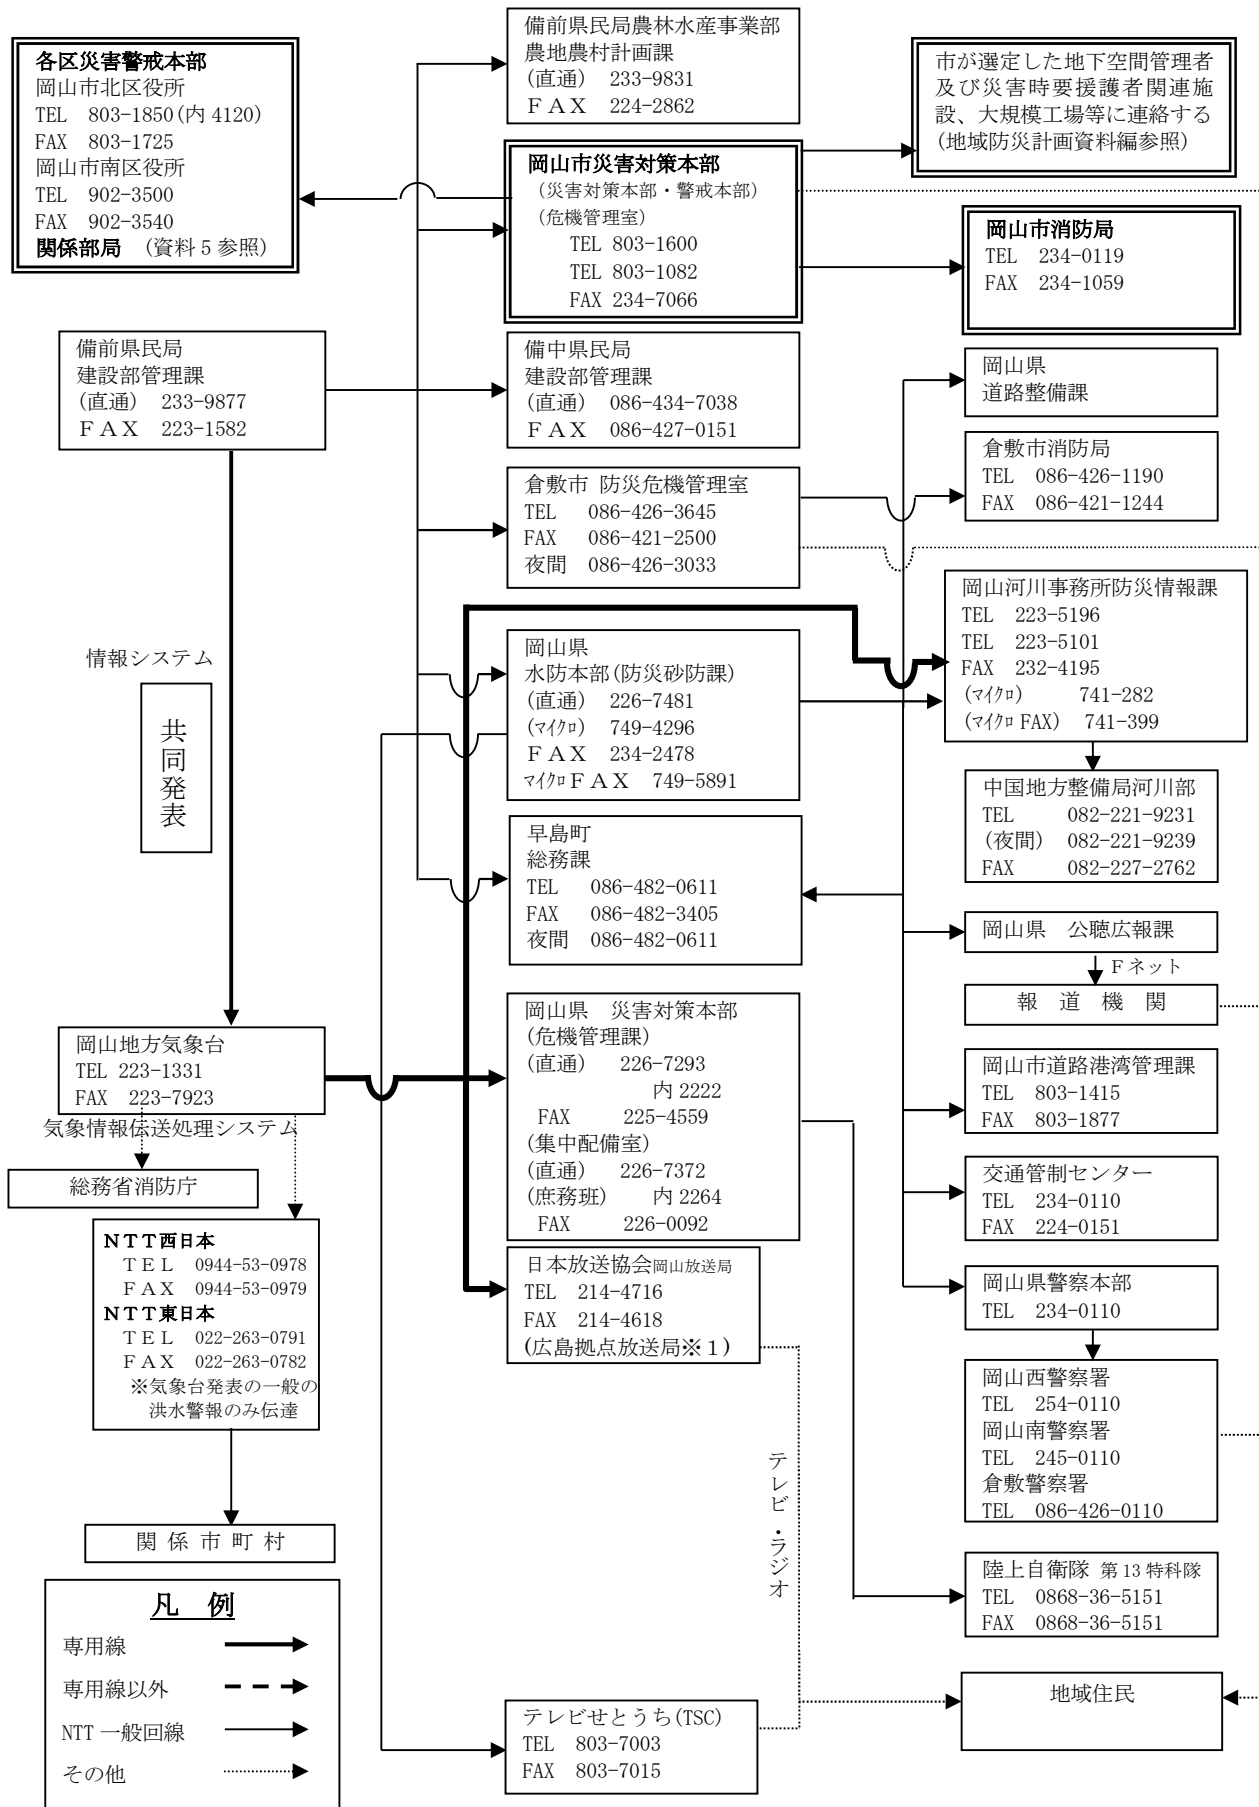 各区災害警戒本部
岡山市北区役所
TEL 803-1850(内 4120)
FAX 803-1725
岡山市南区役所
TEL 902-3500
FAX 902-3540
関係部局 (資料 5 参照)
備前県民局農林水産事業部
農地農村計画課
(直通) 233-9831
ＦＡＸ 224-2862
市が選定した地下空間管理者
及び災害時要援護者関連施
設、大規模工場等に連絡する
(地域防災計画資料編参照)
岡山市災害対策本部
(災害対策本部・警戒本部)
(危機管理室)
TEL 803-1600
TEL 803-1082
FAX 234-7066
岡山市消防局
TEL 234-0119
FAX 234-1059
備前県民局
建設部管理課
(直通) 233-9877
ＦＡＸ 223-1582
備中県民局
建設部管理課
(直通) 086-434-7038
ＦＡＸ 086-427-0151
岡山県
道路整備課
倉敷市 防災危機管理室
TEL 086-426-3645
FAX 086-421-2500
夜間 086-426-3033
倉敷市消防局
TEL 086-426-1190
FAX 086-421-1244
情報システム
共同発表
岡山県
水防本部(防災砂防課)
(直通) 226-7481
(ﾏｲｸﾛ) 749-4296
ＦＡＸ 234-2478
ﾏｲｸﾛＦＡＸ 749-5891
岡山河川事務所防災情報課
TEL 223-5196
TEL 223-5101
FAX 232-4195
(ﾏｲｸﾛ) 741-282
(ﾏｲｸﾛ FAX) 741-399
中国地方整備局河川部
TEL 082-221-9231
(夜間) 082-221-9239
FAX 082-227-2762
早島町
総務課
TEL 086-482-0611
FAX 086-482-3405
夜間 086-482-0611
岡山県 公聴広報課
Ｆネット
報 道 機 関
岡山地方気象台
TEL 223-1331
FAX 223-7923
気象情報伝送処理システム
総務省消防庁
岡山県 災害対策本部
(危機管理課)
(直通) 226-7293
内 2222
FAX 225-4559
(集中配備室)
(直通) 226-7372
(庶務班) 内 2264
FAX 226-0092
岡山市道路港湾管理課
TEL 803-1415
FAX 803-1877
交通管制センター
TEL 234-0110
FAX 224-0151
ＮＴＴ西日本
ＴＥＬ 0944-53-0978
ＦＡＸ 0944-53-0979
ＮＴＴ東日本
ＴＥＬ 022-263-0791
ＦＡＸ 022-263-0782
※気象台発表の一般の
洪水警報のみ伝達
日本放送協会岡山放送局
TEL 214-4716
FAX 214-4618
(広島拠点放送局※１)
岡山県警察本部
TEL 234-0110
岡山西警察署
TEL 254-0110
岡山南警察署
TEL 245-0110
倉敷警察署
TEL 086-426-0110
テレビ・ラジオ
関 係 市 町 村
陸上自衛隊 第 13 特科隊
TEL 0868-36-5151
FAX 0868-36-5151
凡 例
専用線
専用線以外
NTT 一般回線
その他
テレビせとうち(TSC)
TEL 803-7003
FAX 803-7015
地域住民